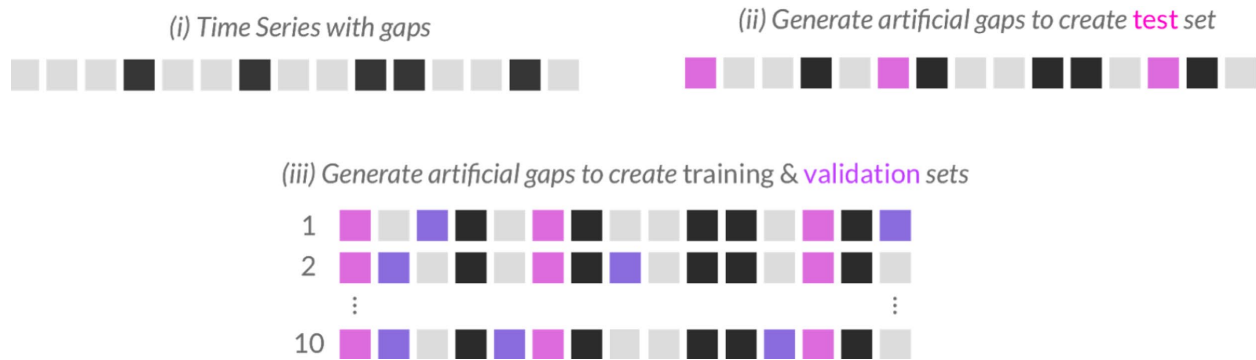 (i) Time Series with gaps
(ii) Generate artificial gaps to create test set
(iii) Generate artificial gaps to create training & validation sets
1
2
⋮ ⋮
10